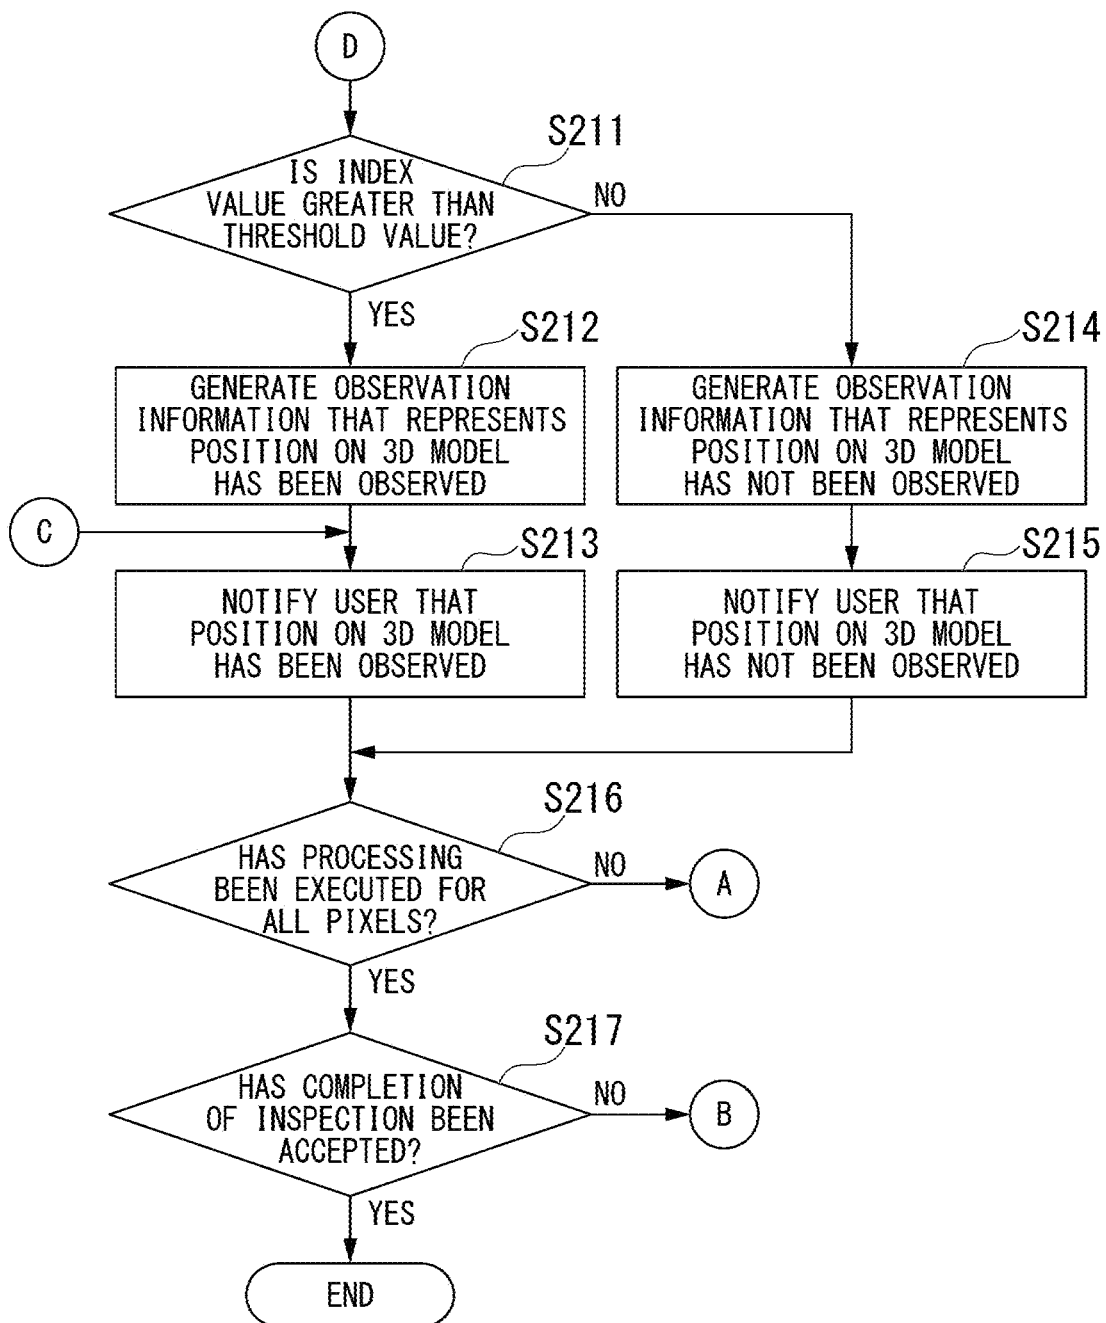 D
S211
IS INDEX
VALUE GREATER THAN
THRESHOLD VALUE?
NO
YES
S212
GENERATE OBSERVATION
INFORMATION THAT REPRESENTS
POSITION ON 3D MODEL
HAS BEEN OBSERVED
S214
GENERATE OBSERVATION
INFORMATION THAT REPRESENTS
POSITION ON 3D MODEL
HAS NOT BEEN OBSERVED
C
S213
NOTIFY USER THAT
POSITION ON 3D MODEL
HAS BEEN OBSERVED
S215
NOTIFY USER THAT
POSITION ON 3D MODEL
HAS NOT BEEN OBSERVED
S216
HAS PROCESSING
BEEN EXECUTED FOR
ALL PIXELS?
NO
A
YES
S217
HAS COMPLETION
OF INSPECTION BEEN
ACCEPTED?
NO
B
YES
END